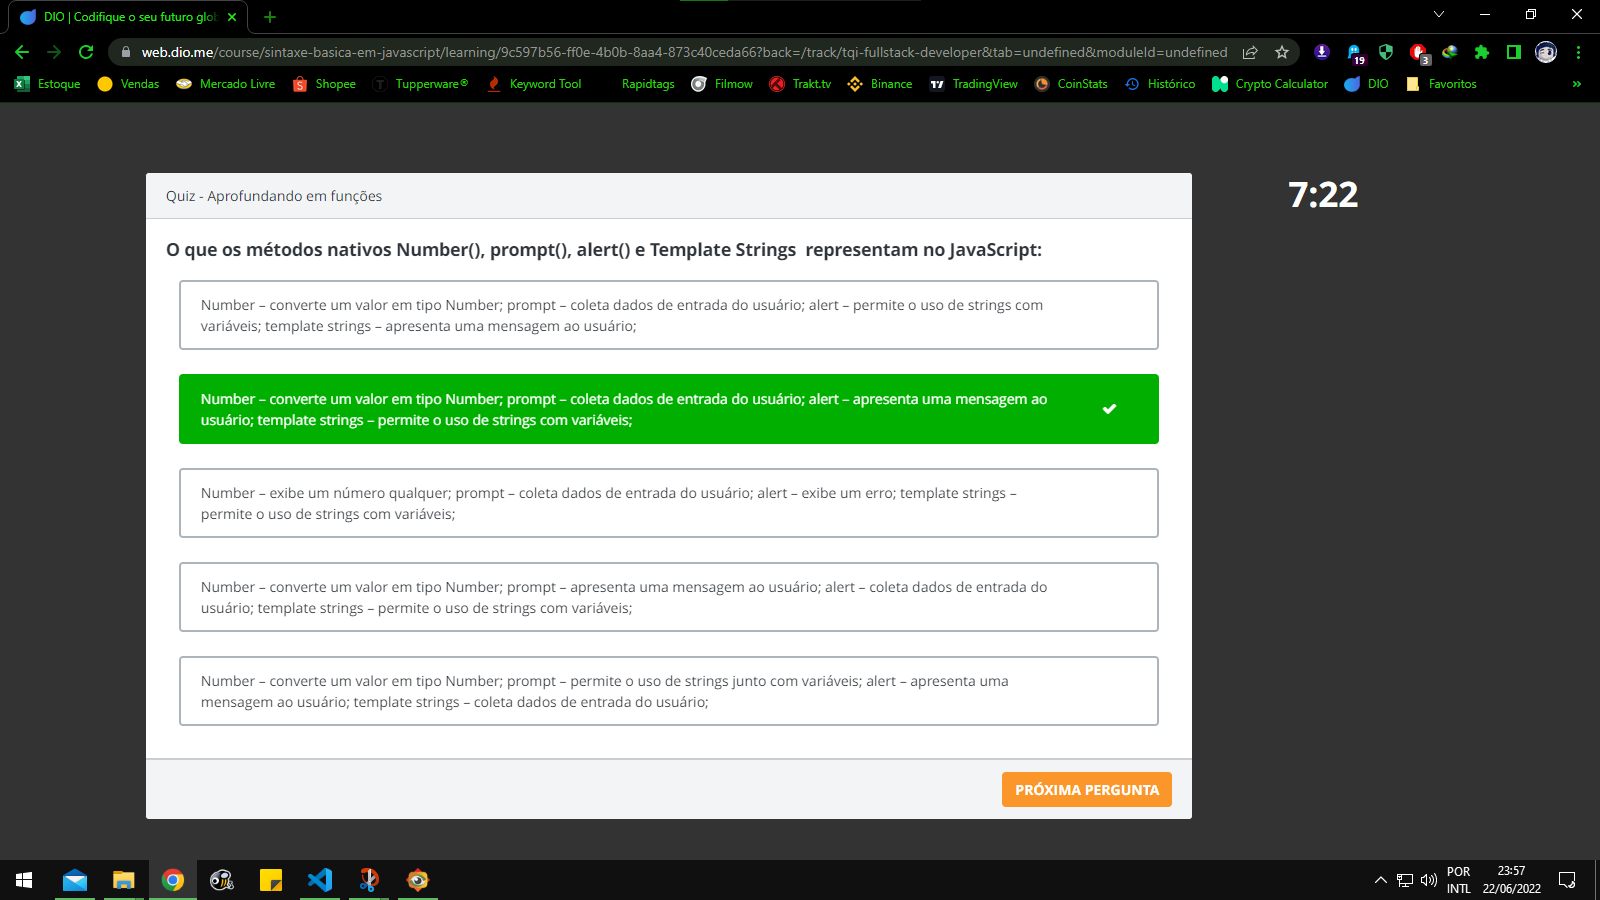 DIO | Codifique o seu futuro glob
web.dio.me/course/sintaxe-basica-em-javascript/learning/9c597b56-ff0e-4b0b-8aa4-873c40ceda66?back=/track/tqi-fullstack-developer&tab=undefined&moduleId=undefined
19
3
Estoque
Vendas
Mercado Livre
Shopee
Tupperware®
Keyword Tool
Rapidtags
Filmow
Trakt.tv
Binance
TradingView
CoinStats
Histórico
Crypto Calculator
DIO
Favoritos
»
Quiz - Aprofundando em funções
7:22
O que os métodos nativos Number(), prompt(), alert() e Template Strings representam no JavaScript:
Number – converte um valor em tipo Number; prompt – coleta dados de entrada do usuário; alert – permite o uso de strings com
variáveis; template strings – apresenta uma mensagem ao usuário;
Number – converte um valor em tipo Number; prompt – coleta dados de entrada do usuário; alert – apresenta uma mensagem ao
usuário; template strings – permite o uso de strings com variáveis;
Number – exibe um número qualquer; prompt – coleta dados de entrada do usuário; alert – exibe um erro; template strings –
permite o uso de strings com variáveis;
Number – converte um valor em tipo Number; prompt – apresenta uma mensagem ao usuário; alert – coleta dados de entrada do
usuário; template strings – permite o uso de strings com variáveis;
Number – converte um valor em tipo Number; prompt – permite o uso de strings junto com variáveis; alert – apresenta uma
mensagem ao usuário; template strings – coleta dados de entrada do usuário;
PRÓXIMA PERGUNTA
POR
INTL
23:57
22/06/2022